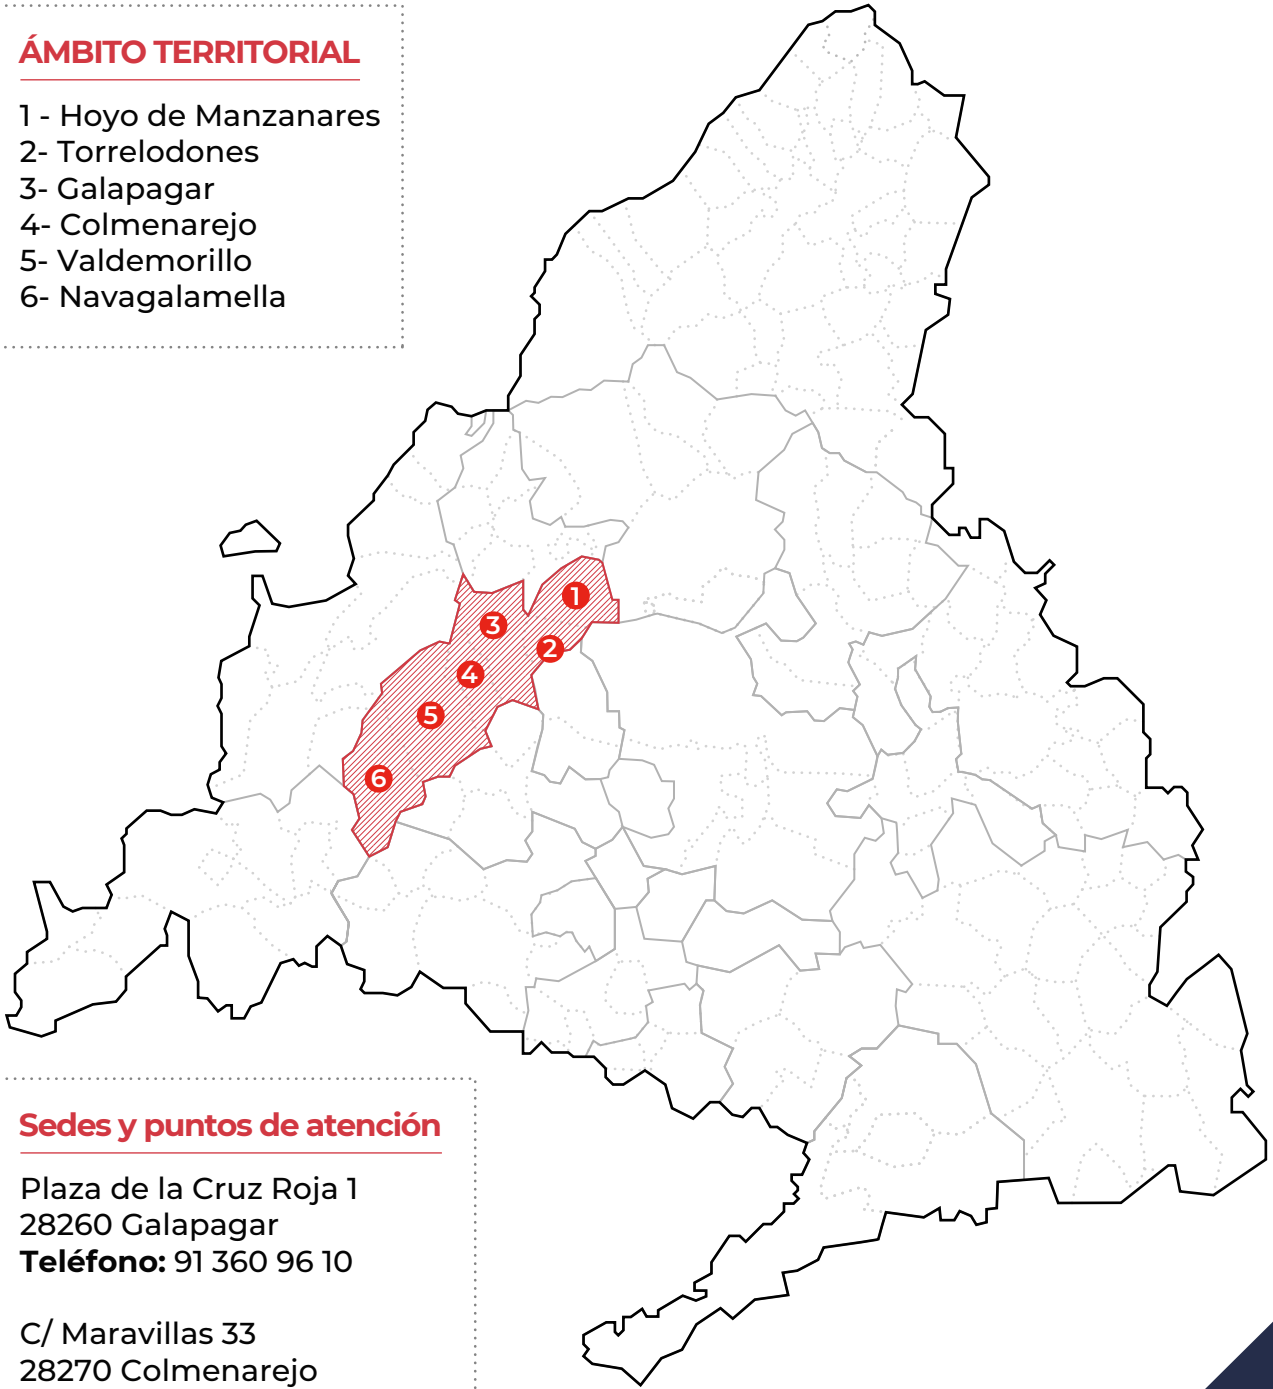 ÁMBITO TERRITORIAL
1 - Hoyo de Manzanares
2- Torrelodones
3- Galapagar
4- Colmenarejo
5- Valdemorillo
6- Navagalamella
1
3
2
4
5
6
Sedes y puntos de atención
Plaza de la Cruz Roja 1
28260 Galapagar
Teléfono: 91 360 96 10
C/ Maravillas 33
28270 Colmenarejo